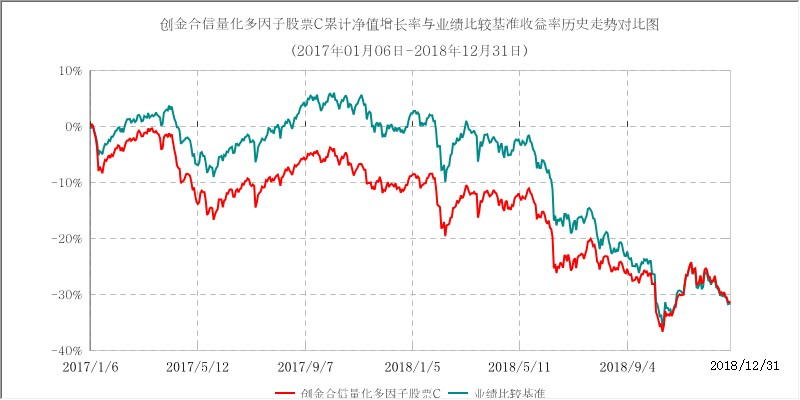 创金合信量化多因子股票C累计净值增长率与业绩比较基准收益率历史走势对比图
(2017年01月06日-2018年12月31日)
10%
0%
-10%
-20%
-30%
-40%
2017/1/6 2017/5/12 2017/9/7 2018/1/5 2018/5/11 2018/9/4 2018/12/31
创金合信量化多因子股票C 业绩比较基准